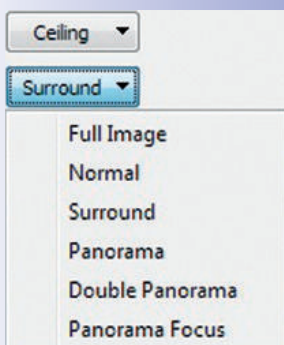 Ceiling
Surround
Full Image
Normal
Surround
Panorama
Double Panorama
Panorama Focus